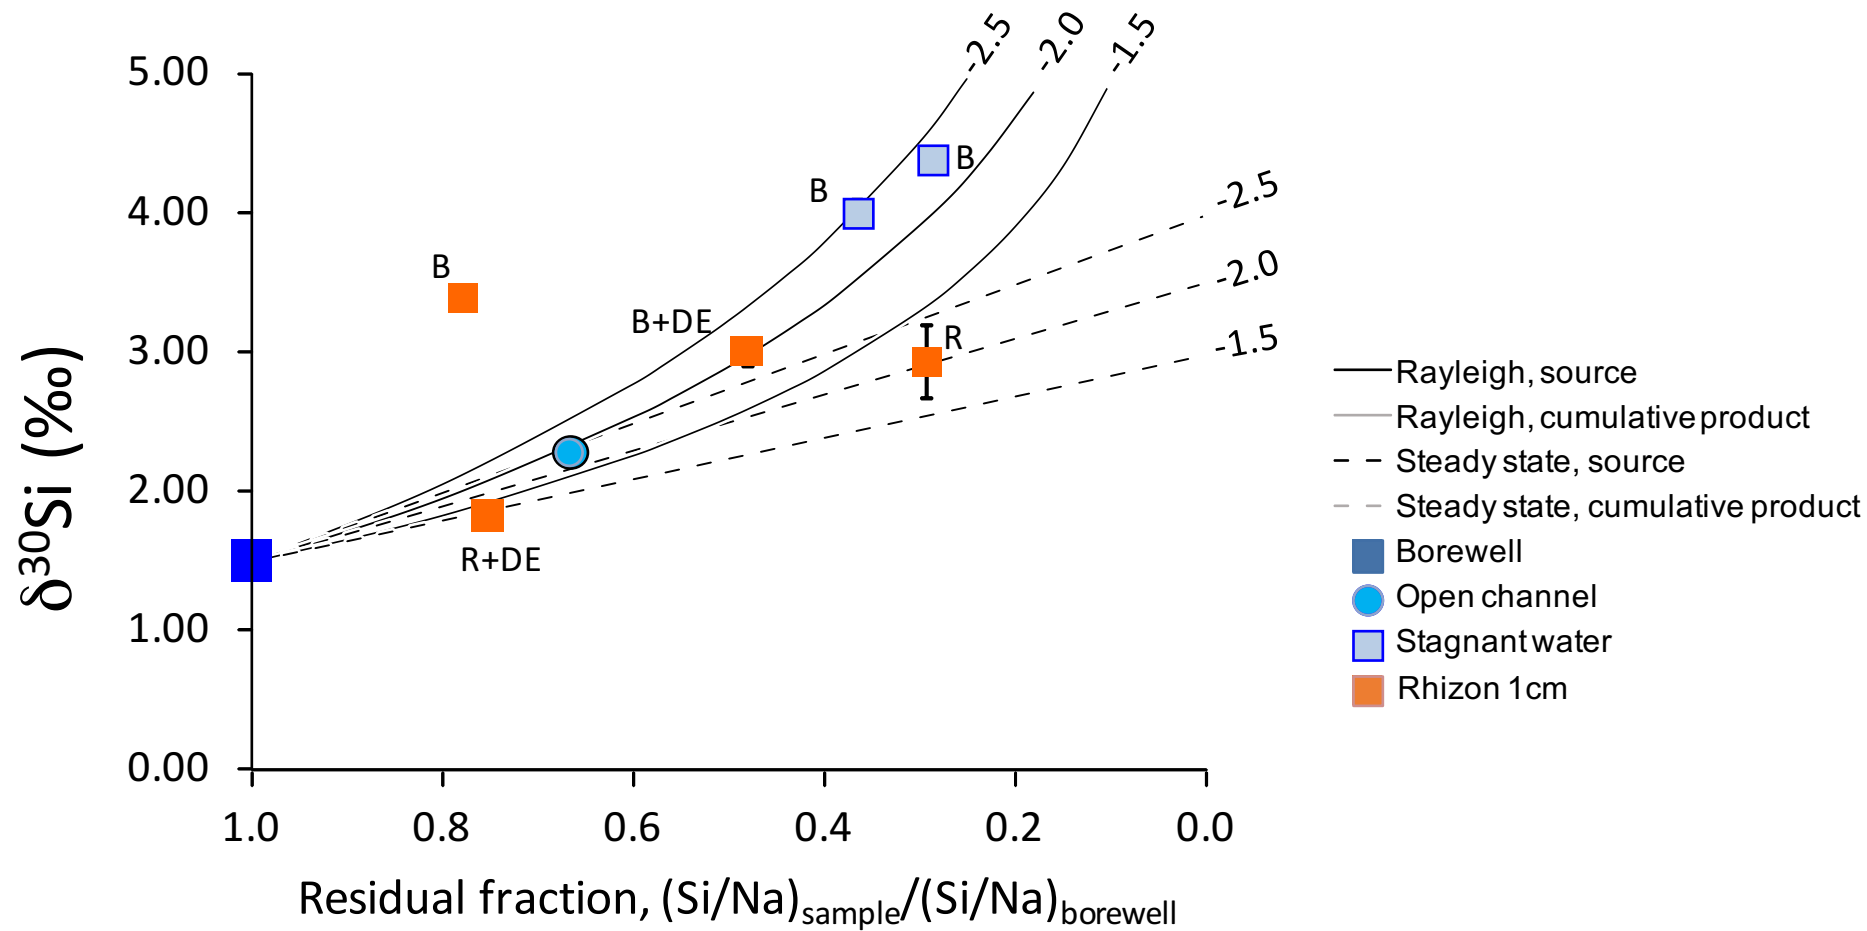 -2.5
-2.0
-1.5
5.00
4.00
3.00
2.00
1.00
0.00
δ³⁰Si (‰)
B
B
B
B+DE
R
R+DE
-2.5
-2.0
-1.5
1.0
0.8
0.6
0.4
0.2
0.0
Residual fraction, (Si/Na)sample/(Si/Na)borewell
Rayleigh, source
Rayleigh, cumulative product
Steady state, source
Steady state, cumulative product
Borewell
Open channel
Stagnant water
Rhizon 1cm